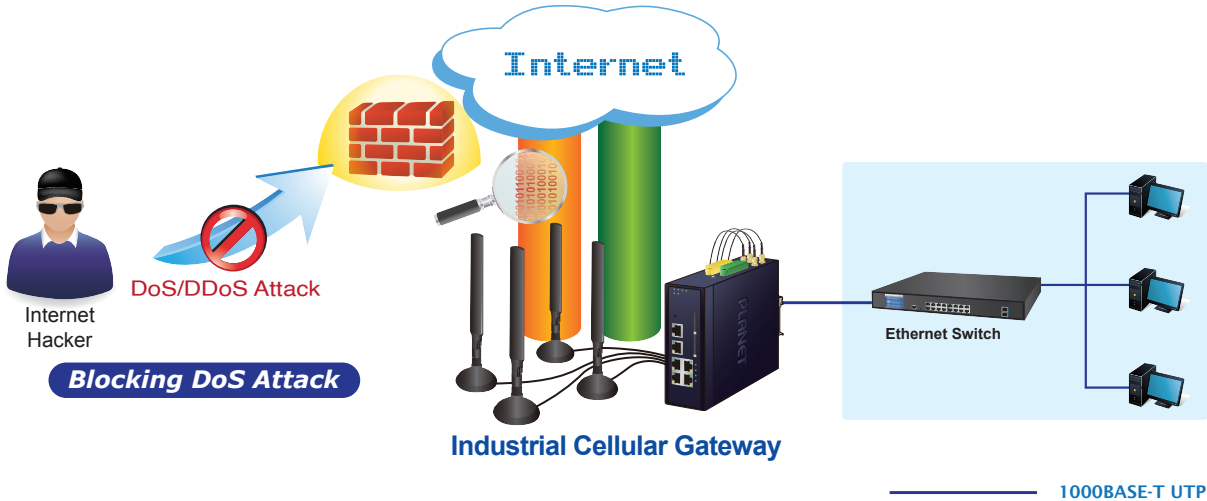 Internet
DoS/DDoS Attack
Internet
Hacker
Blocking DoS Attack
PLANET
Ethernet Switch
Industrial Cellular Gateway
1000BASE-T UTP